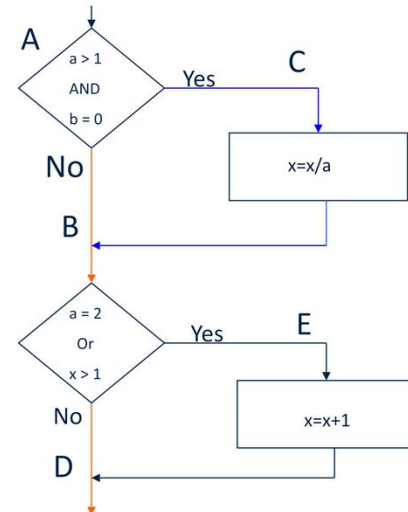 A
a > 1
AND
b = 0
Yes
C
No
x=x/a
B
a = 2
Or
x > 1
Yes
E
No
x=x+1
D